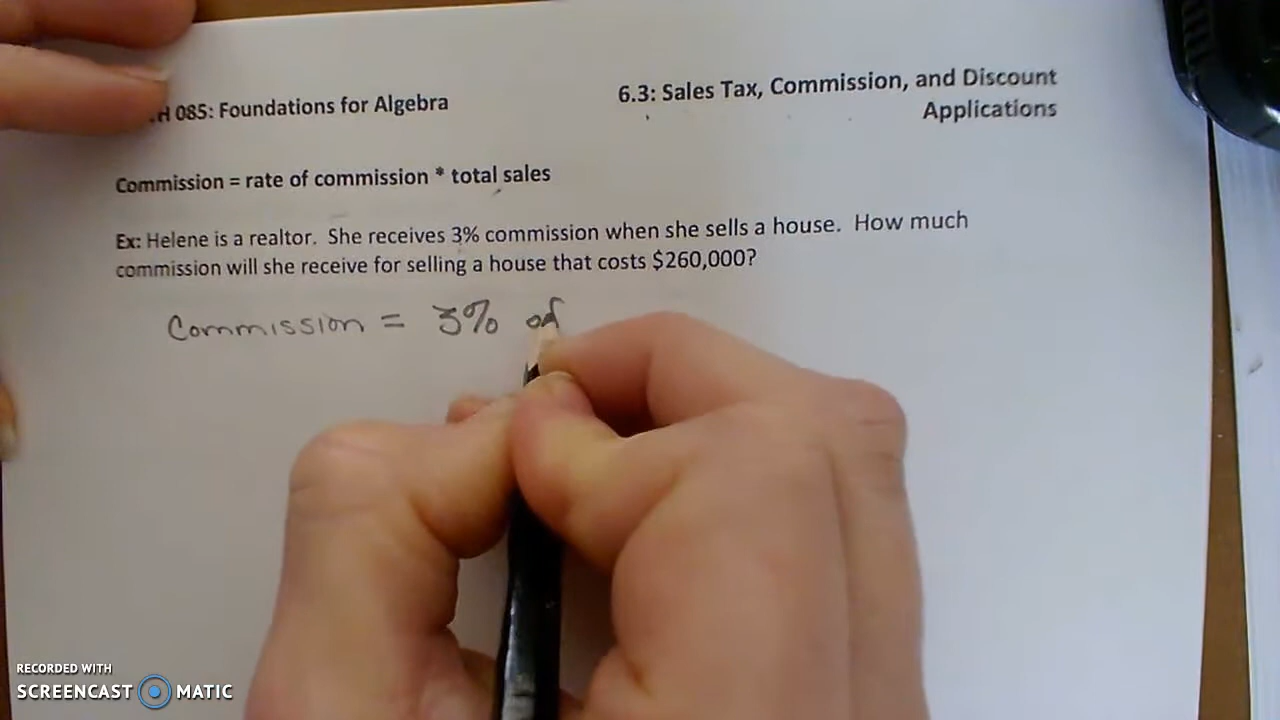 H 085: Foundations for Algebra
6.3: Sales Tax, Commission, and Discount
Applications
Commission = rate of commission * total sales
Ex: Helene is a realtor. She receives 3% commission when she sells a house. How much
commission will she receive for selling a house that costs $260,000?
Commission = 3% of
RECORDED WITH
SCREENCAST MATIC